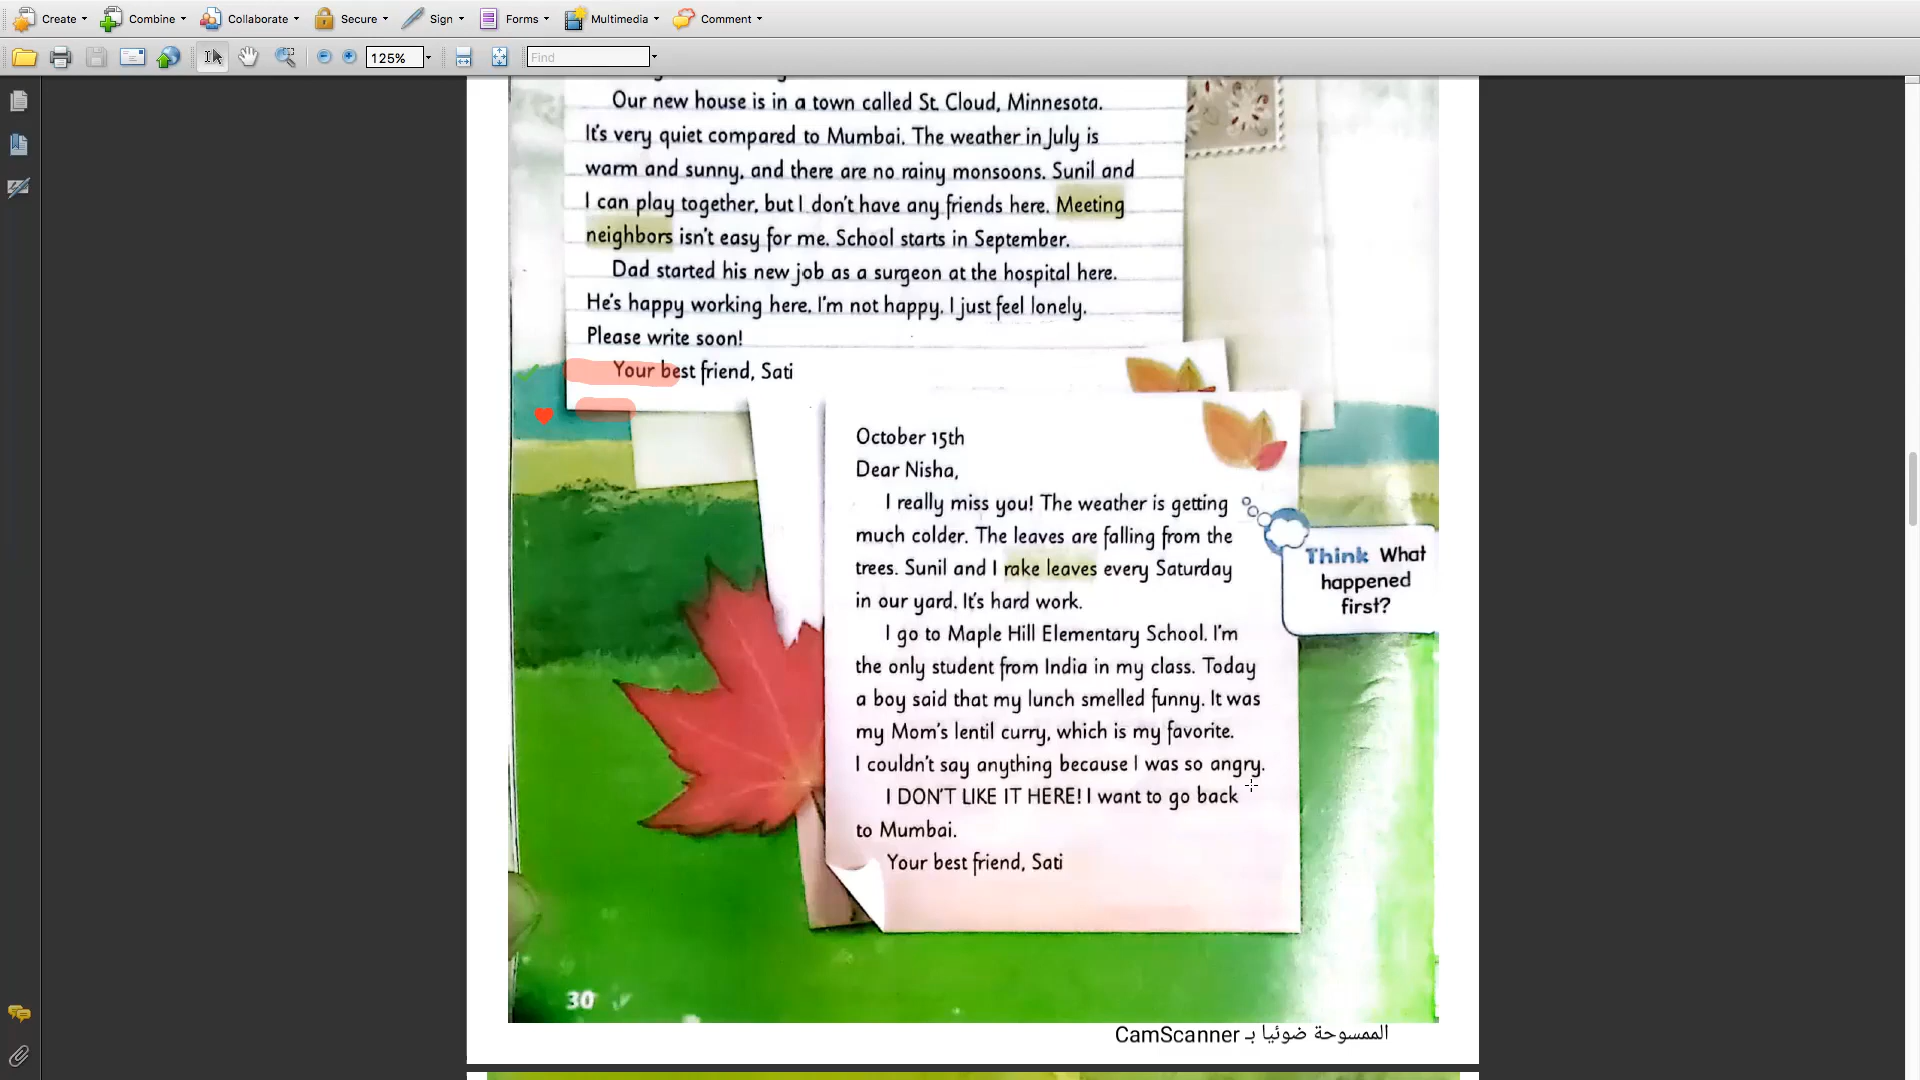 Create
Combine
Collaborate
Secure
Sign
Forms
Multimedia
Comment
125%
Find
Our new house is in a town called St. Cloud, Minnesota.
It's very quiet compared to Mumbai. The weather in July is
warm and sunny, and there are no rainy monsoons. Sunil and
I can play together, but I don't have any friends here. Meeting
neighbors isn't easy for me. School starts in September.
Dad started his new job as a surgeon at the hospital here.
He's happy working here. I'm not happy. I just feel lonely.
Please write soon!
Your best friend, Sati
October 15th
Dear Nisha,
I really miss you! The weather is getting
much colder. The leaves are falling from the
trees. Sunil and I rake leaves every Saturday
in our yard. It's hard work.
I go to Maple Hill Elementary School. I'm
the only student from India in my class. Today
a boy said that my lunch smelled funny. It was
my Mom's lentil curry, which is my favorite.
I couldn't say anything because I was so angry.
I DON'T LIKE IT HERE! I want to go back
to Mumbai.
Your best friend, Sati
Think What
happened
first?
30
الممسوحة ضوئيا بـ CamScanner